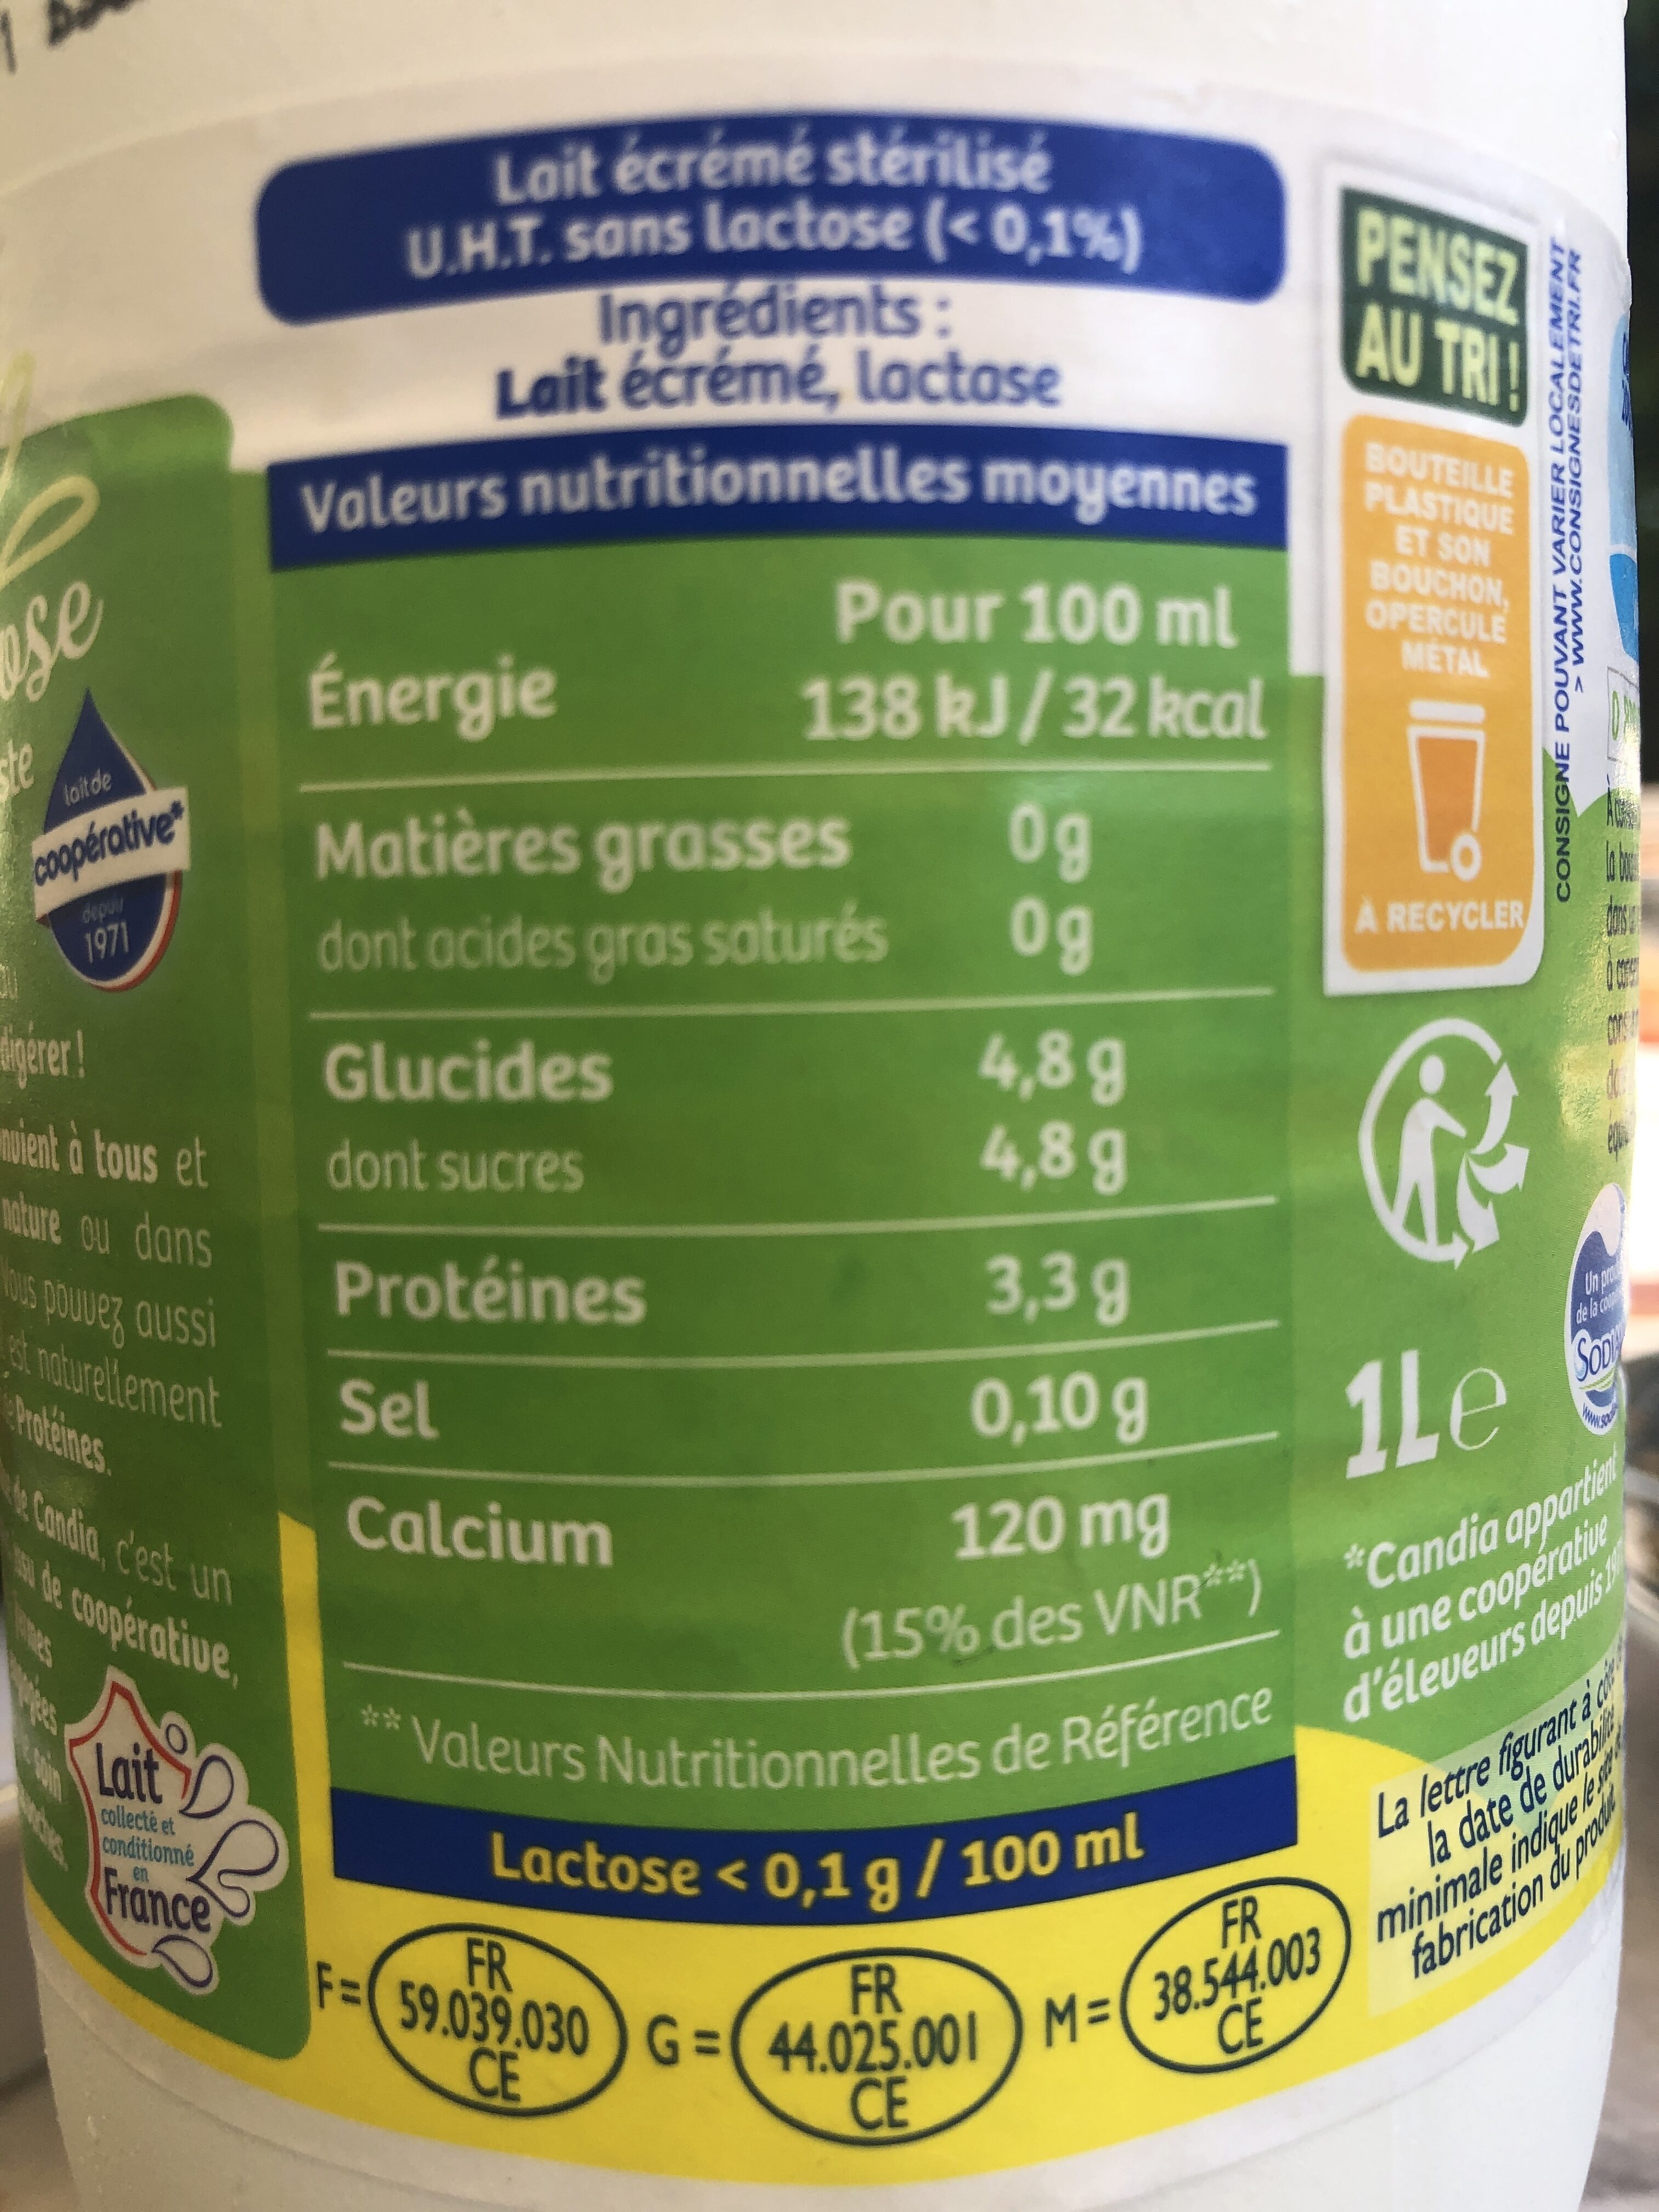 Lait écrémé stérilisé
U.H.T. sans lactose (< 0,1%)
Ingrédients :
Lait écrémé, lactase
Valeurs nutritionnelles moyennes
Pour 100 ml
Énergie 138 kJ / 32 kcal
Matières grasses 0 g
dont acides gras saturés 0 g
Glucides 4,8 g
dont sucres 4,8 g
Protéines 3,3 g
Sel 0,10 g
Calcium 120 mg
(15% des VNR**)
** Valeurs Nutritionnelles de Référence
Lactose < 0,1 g / 100 ml
F = FR
59.039.030
CE
G = FR
44.025.001
CE
M = FR
38.544.003
CE
lait de
coopérative*
depuis
1971
digérer !
à tous et
nature ou dans
pouvez aussi
est naturellement
Protéines.
de Candia, c'est un
de coopérative,
Lait
collecté et
conditionné
en
France
PENSEZ
AU TRI !
BOUTEILLE
PLASTIQUE
ET SON
BOUCHON,
OPERCULE
MÉTAL
À RECYCLER
CONSIGNE POUVANT VARIER LOCALEMENT
> WWW.CONSIGNESDETRI.FR
1L e
Un
de la
*Candia appartient
à une coopérative
d'éleveurs depuis
La lettre figurant à
la date de
minimale indique le
fabrication du